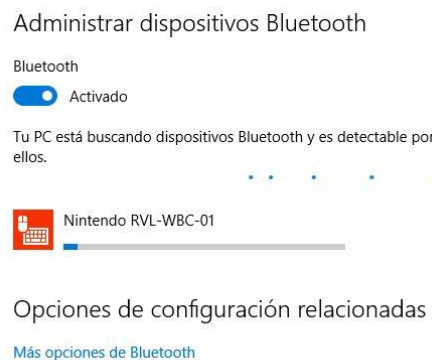 Administrar dispositivos Bluetooth
Bluetooth
Activado
Tu PC está buscando dispositivos Bluetooth y es detectable por
ellos.
Nintendo RVL-WBC-01
Opciones de configuración relacionadas
Más opciones de Bluetooth